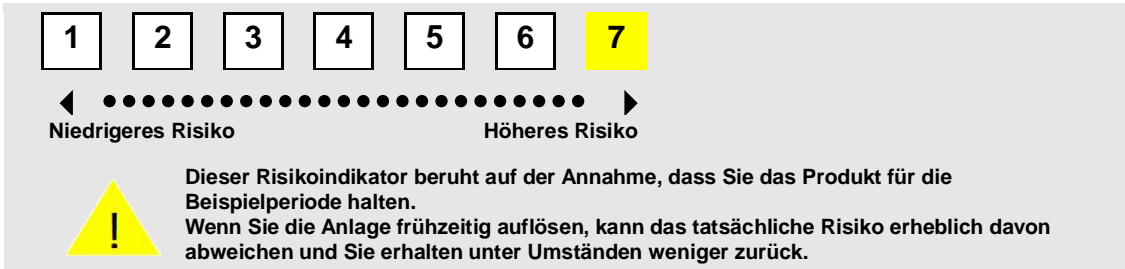 1 2 3 4 5 6 7
Niedrigeres Risiko Höheres Risiko
Dieser Risikoindikator beruht auf der Annahme, dass Sie das Produkt für die
Beispielperiode halten.
Wenn Sie die Anlage frühzeitig auflösen, kann das tatsächliche Risiko erheblich davon
abweichen und Sie erhalten unter Umständen weniger zurück.
!